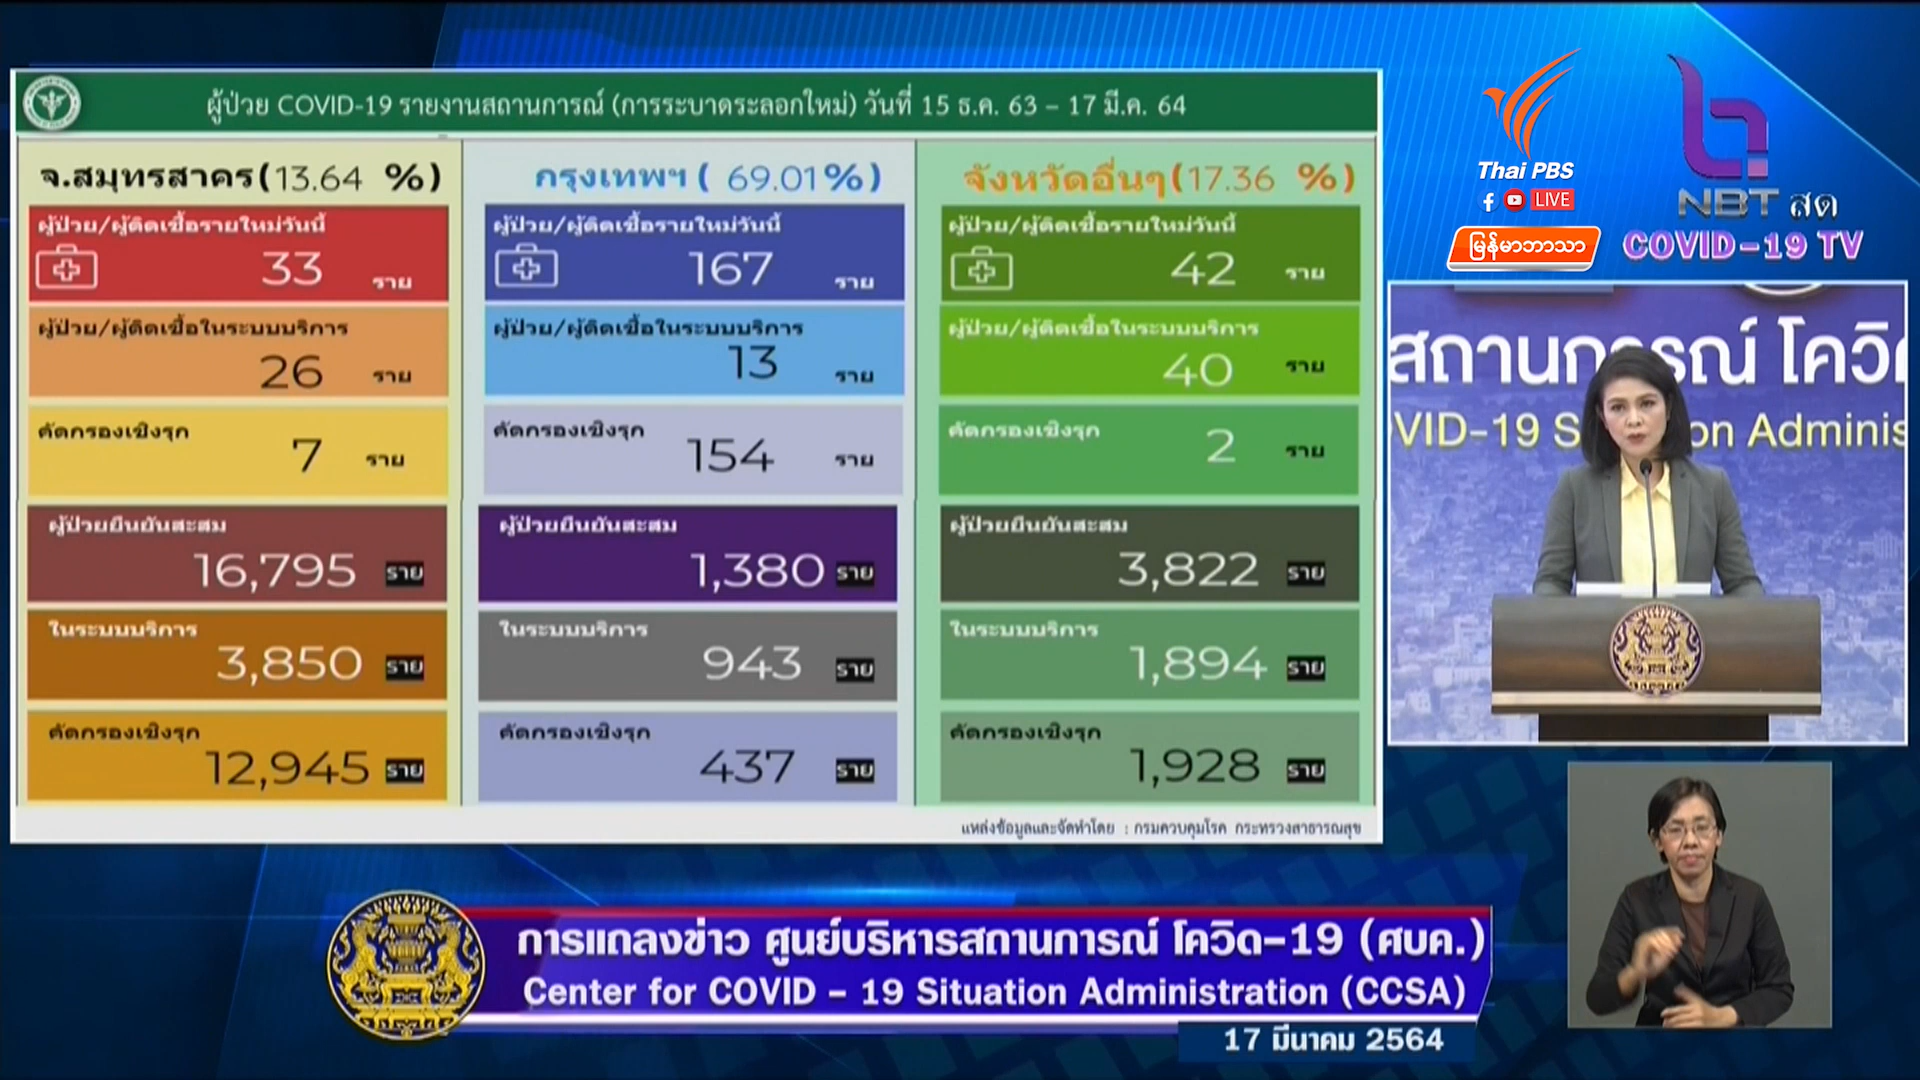 ผู้ป่วย COVID-19 รายงานสถานการณ์ (การระบาดระลอกใหม่) วันที่ 15 ธ.ค. 63 – 17 มี.ค. 64
จ.สมุทรสาคร(13.64 %)
ผู้ป่วย/ผู้ติดเชื้อรายใหม่วันนี้
33 ราย
ผู้ป่วย/ผู้ติดเชื้อในระบบบริการ
26 ราย
คัดกรองเชิงรุก
7 ราย
ผู้ป่วยยืนยันสะสม
16,795 ราย
ในระบบบริการ
3,850 ราย
คัดกรองเชิงรุก
12,945 ราย
กรุงเทพฯ ( 69.01%)
ผู้ป่วย/ผู้ติดเชื้อรายใหม่วันนี้
167 ราย
ผู้ป่วย/ผู้ติดเชื้อในระบบบริการ
13 ราย
คัดกรองเชิงรุก
154 ราย
ผู้ป่วยยืนยันสะสม
1,380 ราย
ในระบบบริการ
943 ราย
คัดกรองเชิงรุก
437 ราย
จังหวัดอื่นๆ(17.36 %)
ผู้ป่วย/ผู้ติดเชื้อรายใหม่วันนี้
42 ราย
ผู้ป่วย/ผู้ติดเชื้อในระบบบริการ
40 ราย
คัดกรองเชิงรุก
2 ราย
ผู้ป่วยยืนยันสะสม
3,822 ราย
ในระบบบริการ
1,894 ราย
คัดกรองเชิงรุก
1,928 ราย
แหล่งข้อมูลและจัดทำโดย : กรมควบคุมโรค กระทรวงสาธารณสุข
Thai PBS
LIVE
မြန်မာဘာသာ
NBT สด
COVID-19 TV
สถานการณ์ โควิ
VID-19 S on Adminis
การแถลงข่าว ศูนย์บริหารสถานการณ์ โควิด-19 (ศบค.)
Center for COVID – 19 Situation Administration (CCSA)
17 มีนาคม 2564